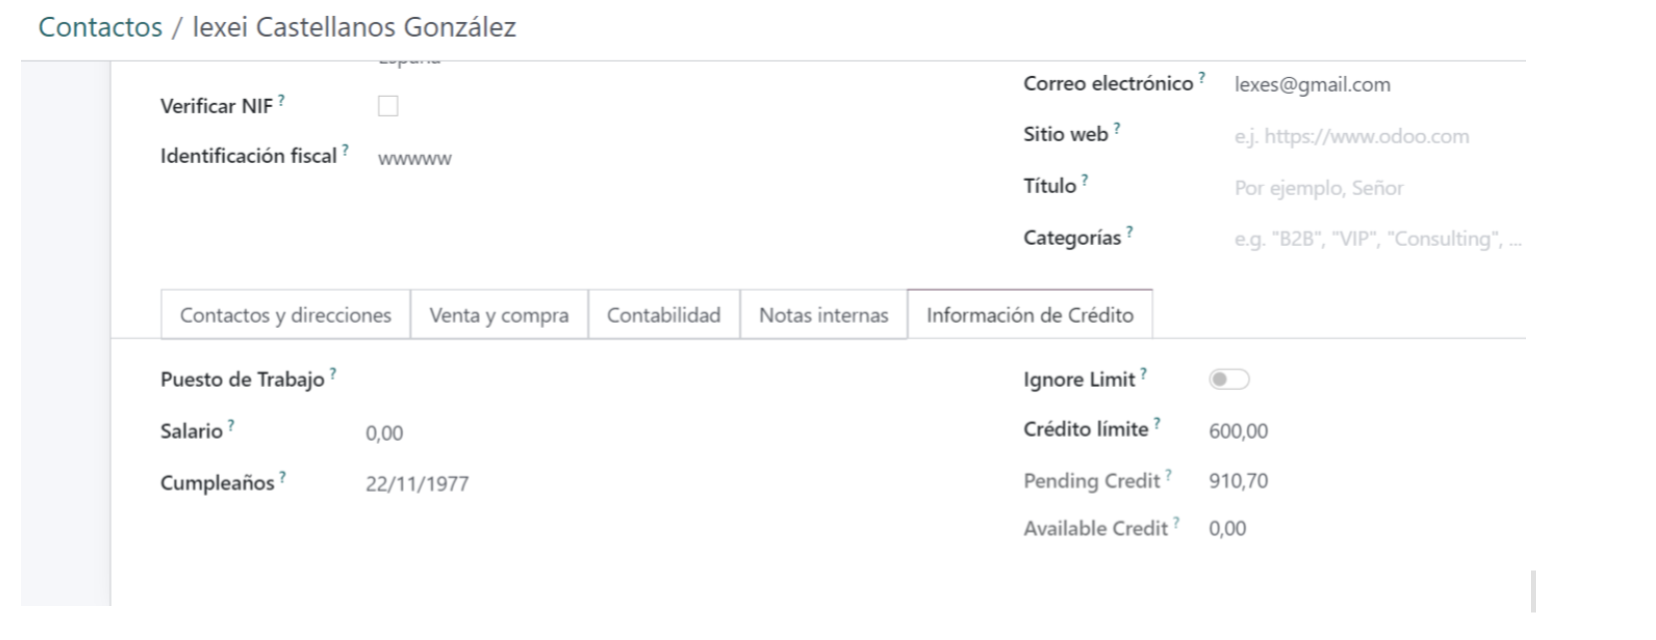 Contactos / lexei Castellanos González
Verificar NIF ?
Identificación fiscal ? wwwww
Correo electrónico ? lexes@gmail.com
Sitio web ? e.j. https://www.odoo.com
Título ? Por ejemplo, Señor
Categorías ? e.g. "B2B", "VIP", "Consulting", ...
Contactos y direcciones Venta y compra Contabilidad Notas internas Información de Crédito
Puesto de Trabajo ?
Salario ? 0,00
Cumpleaños ? 22/11/1977
Ignore Limit ?
Crédito límite ? 600,00
Pending Credit ? 910,70
Available Credit ? 0,00